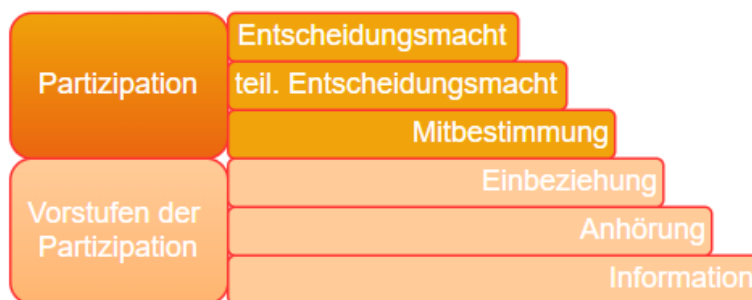 Partizipation
Entscheidungsmacht
teil. Entscheidungsmacht
Mitbestimmung
Vorstufen der
Partizipation
Einbeziehung
Anhörung
Information